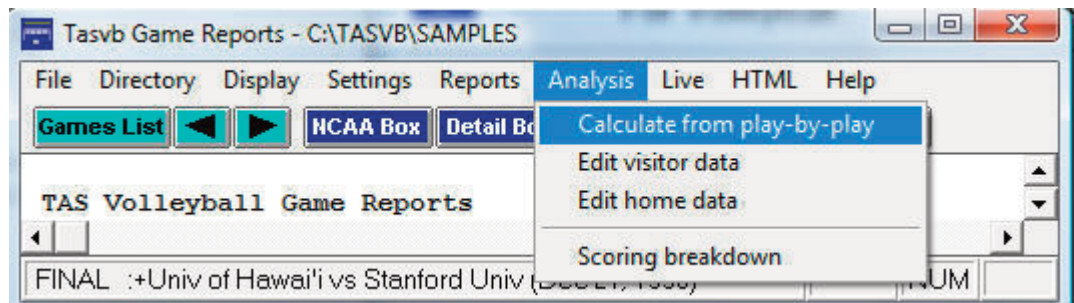 Tasvb Game Reports - C:\TASVB\SAMPLES
File Directory Display Settings Reports Analysis Live HTML Help
Games List NCAA Box Detail
Calculate from play-by-play
Edit visitor data
Edit home data
Scoring breakdown
TAS Volleyball Game Reports
FINAL :+Univ of Hawai'i vs Stanford Univ NUM